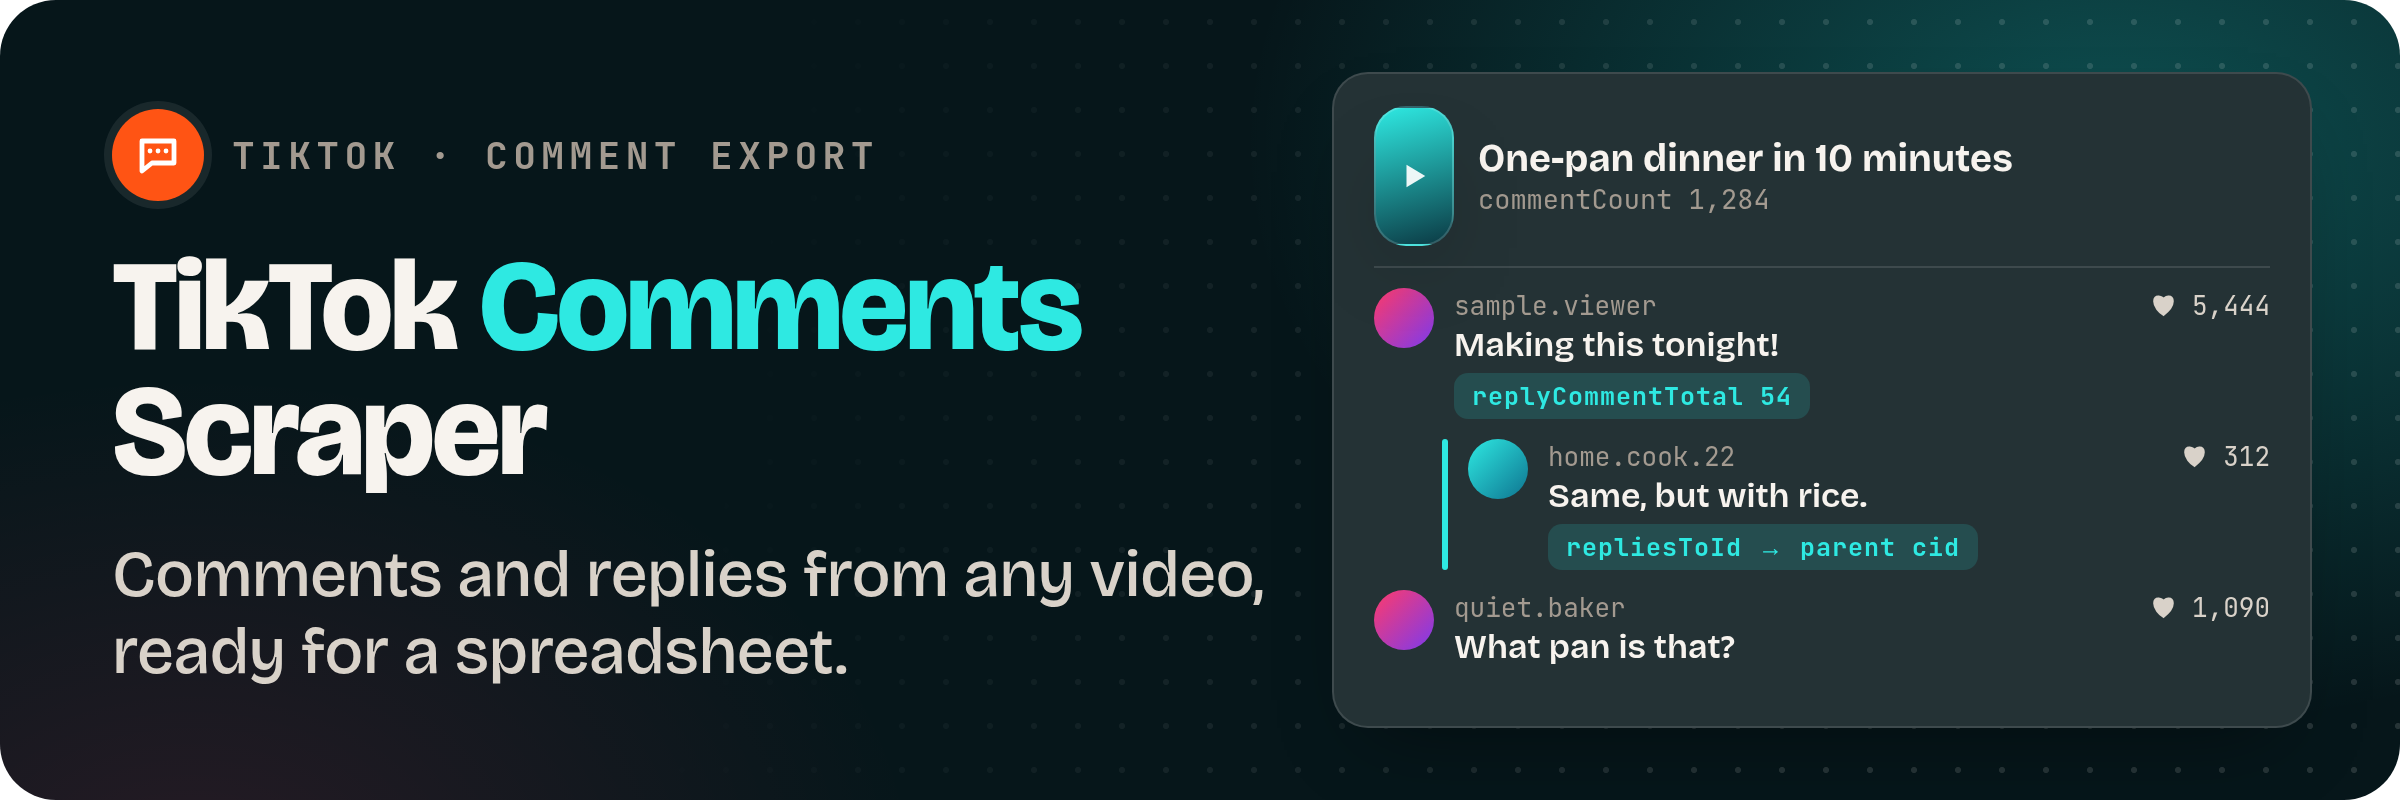 TIKTOK · COMMENT EXPORT
TikTok Comments
Scraper
Comments and replies from any video,
ready for a spreadsheet.
One-pan dinner in 10 minutes
commentCount 1,284
sample.viewer 5,444
Making this tonight!
replyCommentTotal 54
home.cook.22 312
Same, but with rice.
repliesToId → parent cid
quiet.baker 1,090
What pan is that?